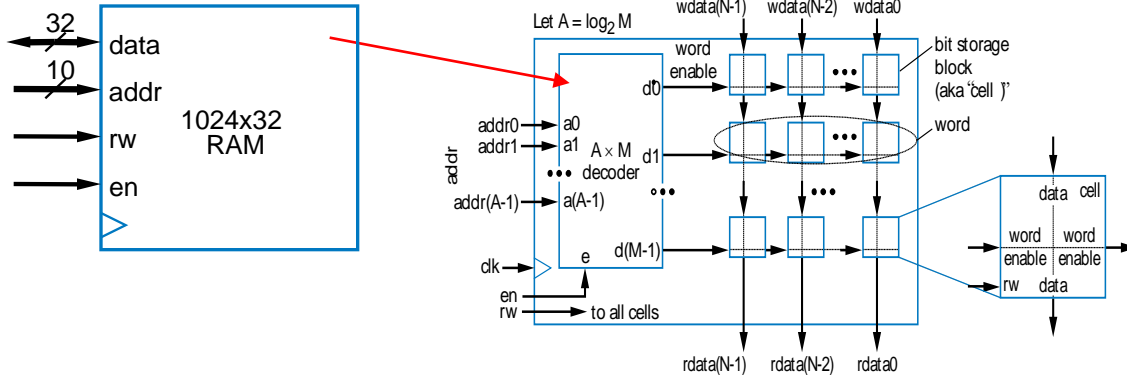 32
data
10
addr
rw
en
1024x32
RAM
Let A = log2 M
wdata(N-1) wdata(N-2) wdata0
word
enable
bit storage
block
(aka “cell )”
word
d0
addr0 a0
addr1 a1
addr
A × M
decoder
d1
addr(A-1) a(A-1)
d(M-1)
e
clk
en
rw to all cells
rdata(N-1) rdata(N-2) rdata0
data cell
word word
enable enable
rw data